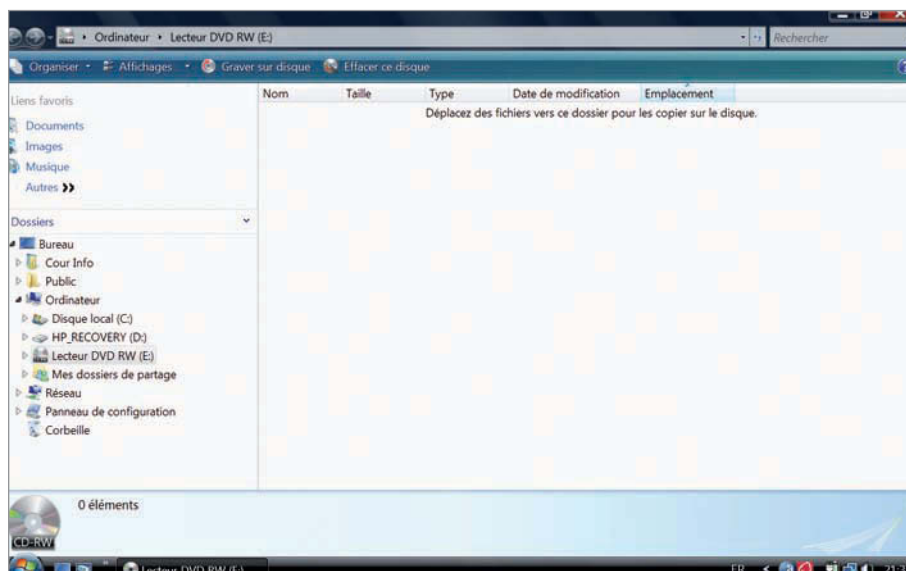 Ordinateur Lecteur DVD RW (E:) Rechercher
Organiser Affichages Graver sur disque Effacer ce disque
Liens favoris
Documents
Images
Musique
Autres
Nom Taille Type Date de modification Emplacement
Déplacez des fichiers vers ce dossier pour les copier sur le disque.
Dossiers
Bureau
Cour Info
Public
Ordinateur
Disque local (C:)
HP_RECOVERY (D:)
Lecteur DVD RW (E:)
Mes dossiers de partage
Réseau
Panneau de configuration
Corbeille
0 éléments
CD-RW
Lecteur DVD RW (E:) FR